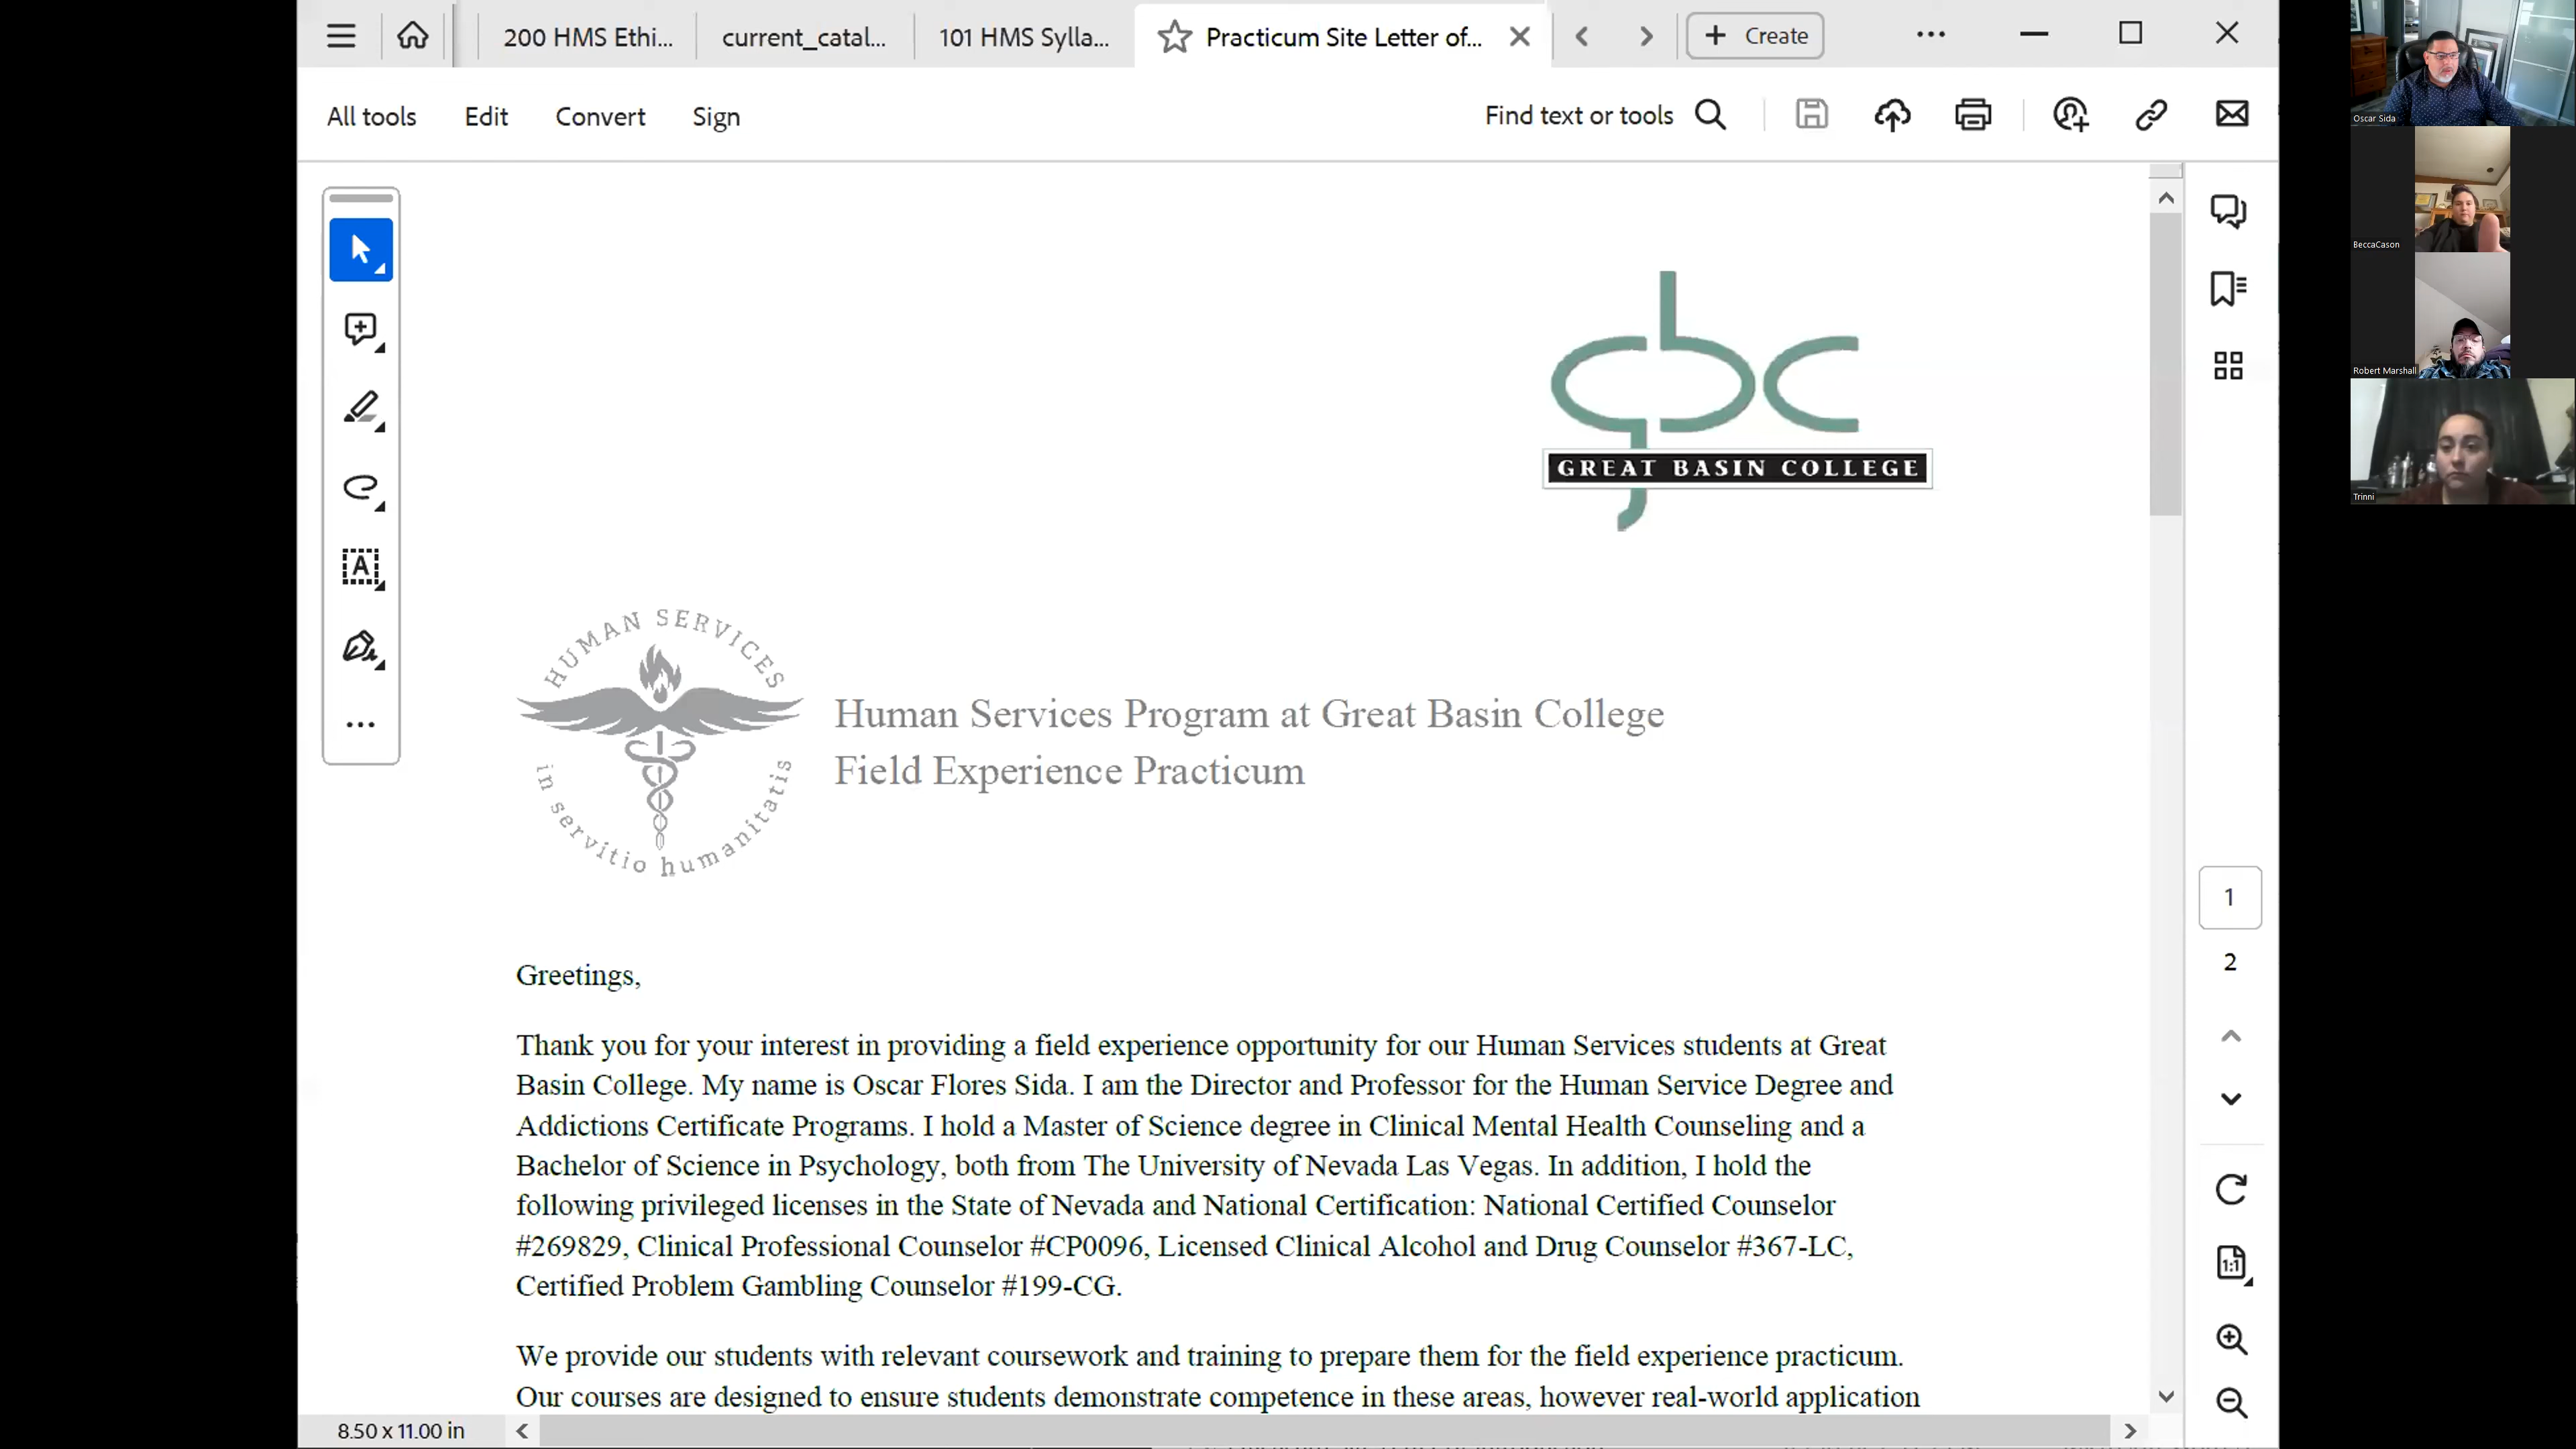 200 HMS Ethi...
current_catal...
101 HMS Sylla...
Practicum Site Letter of...
Create
All tools
Edit
Convert
Sign
Find text or tools
gbc
GREAT BASIN COLLEGE
HUMAN SERVICES
in servitio humanitatis
Human Services Program at Great Basin College
Field Experience Practicum
Greetings,
Thank you for your interest in providing a field experience opportunity for our Human Services students at Great
Basin College. My name is Oscar Flores Sida. I am the Director and Professor for the Human Service Degree and
Addictions Certificate Programs. I hold a Master of Science degree in Clinical Mental Health Counseling and a
Bachelor of Science in Psychology, both from The University of Nevada Las Vegas. In addition, I hold the
following privileged licenses in the State of Nevada and National Certification: National Certified Counselor
#269829, Clinical Professional Counselor #CP0096, Licensed Clinical Alcohol and Drug Counselor #367-LC,
Certified Problem Gambling Counselor #199-CG.
We provide our students with relevant coursework and training to prepare them for the field experience practicum.
Our courses are designed to ensure students demonstrate competence in these areas, however real-world application
8.50 x 11.00 in
1
2
1:1
Oscar Sida
BeccaCason
Robert Marshall
Trinni